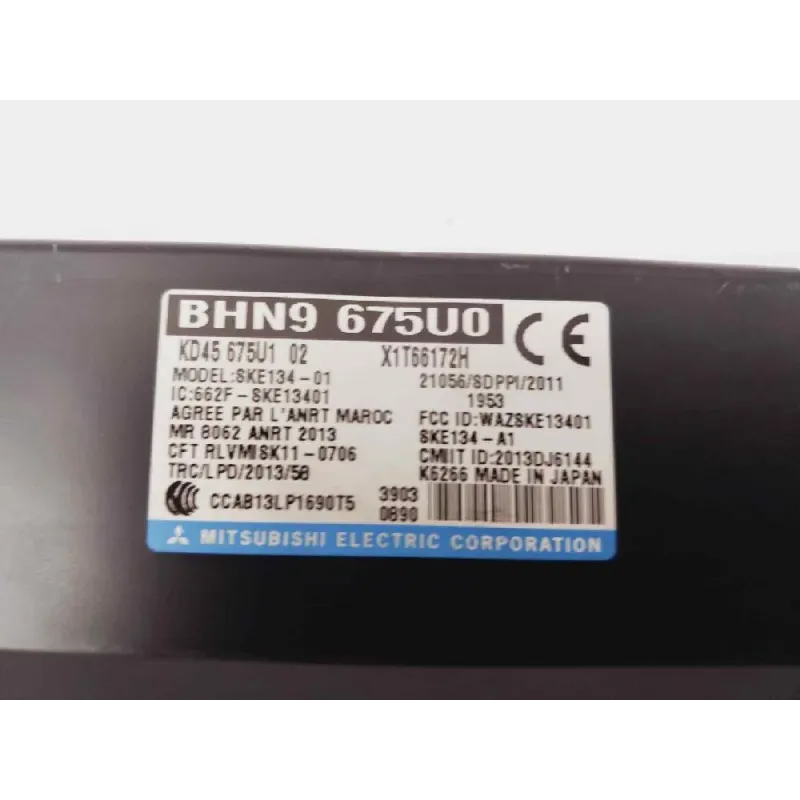 BHN9 675U0
CE
KD45 675U1 02 X1T66172H
MODEL:SKE134-01 21056/SDPPI/2011
IC:662F-SKE13401 1953
AGREE PAR L'ANRT MAROC FCC ID:WAZSKE13401
MR 8062 ANRT 2013 SKE134-A1
CFT RLVMISK11-0706 CMIIT ID:2013DJ6144
TRC/LPD/2013/58 K6266 MADE IN JAPAN
CCC CCAB13LP1690T5 3903
0890
MITSUBISHI ELECTRIC CORPORATION